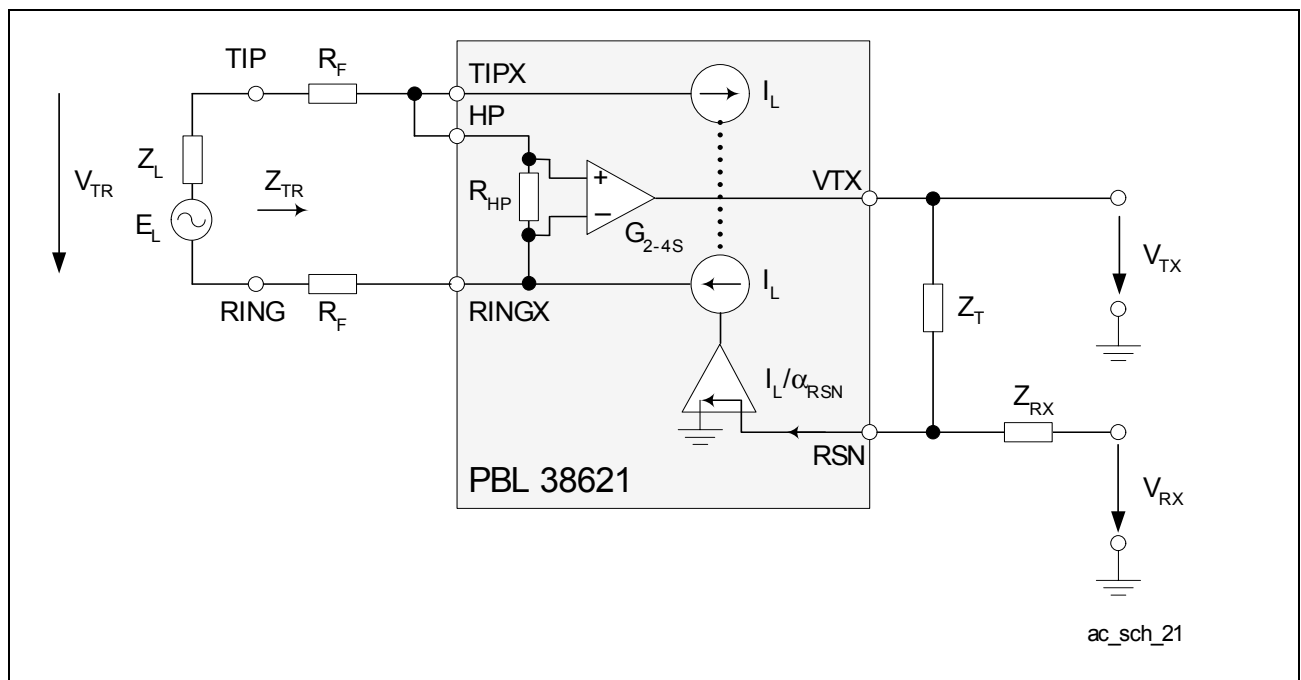 TIP
R_F
TIPX
I_L
HP
Z_L
V_TR
Z_TR
R_HP
+
−
VTX
E_L
G_2-4S
V_TX
I_L
RING
R_F
RINGX
Z_T
I_L/α_RSN
Z_RX
RSN
PBL 38621
V_RX
ac_sch_21